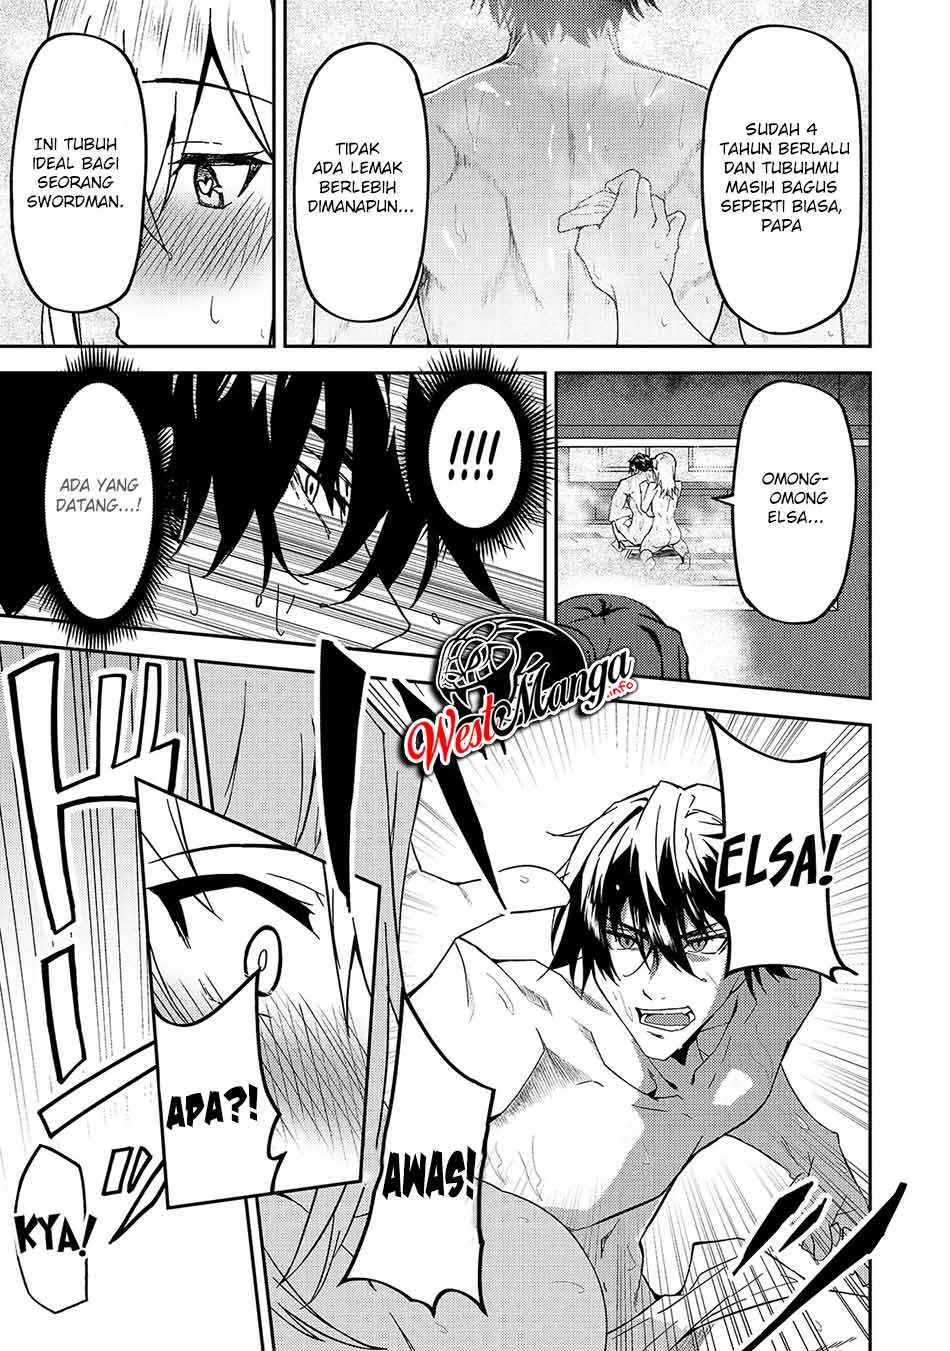 SUDAH 4
TAHUN BERLALU
DAN TUBUHMU
MASIH BAGUS
SEPERTI BIASA,
PAPA
TIDAK
ADA LEMAK
BERLEBIH
DIMANAPUN...
INI TUBUH
IDEAL BAGI
SEORANG
SWORDMAN.
OMONG-
OMONG
ELSA...
!!!!
ADA YANG
DATANG...!
WestManga
.info
ELSA!
AWAS!
APA?!
KYA!